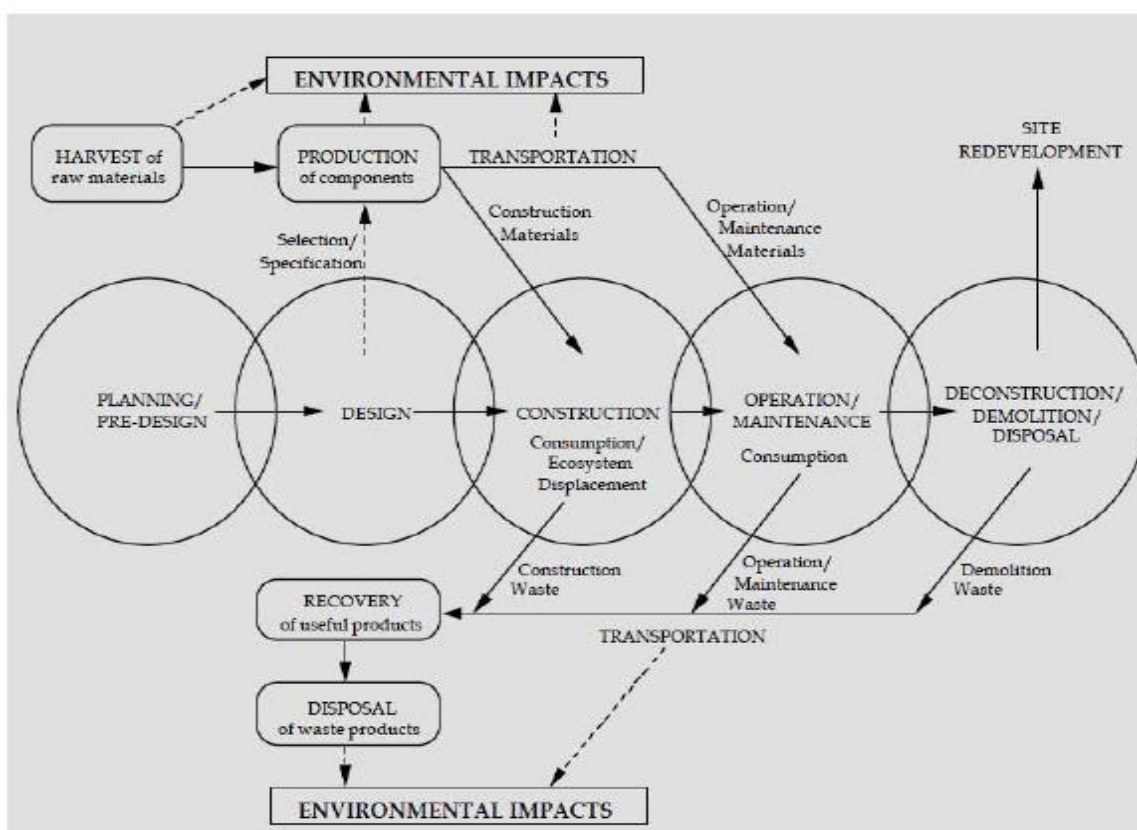 ENVIRONMENTAL IMPACTS
HARVEST of
raw materials
PRODUCTION
of components
TRANSPORTATION
SITE
REDEVELOPMENT
Selection/
Specification
Construction
Materials
Operation/
Maintenance
Materials
PLANNING/
PRE-DESIGN
DESIGN
CONSTRUCTION
Consumption/
Ecosystem
Displacement
OPERATION/
MAINTENANCE
Consumption
DECONSTRUCTION/
DEMOLITION/
DISPOSAL
Construction
Waste
Operation/
Maintenance
Waste
Demolition
Waste
RECOVERY
of useful products
TRANSPORTATION
DISPOSAL
of waste products
ENVIRONMENTAL IMPACTS